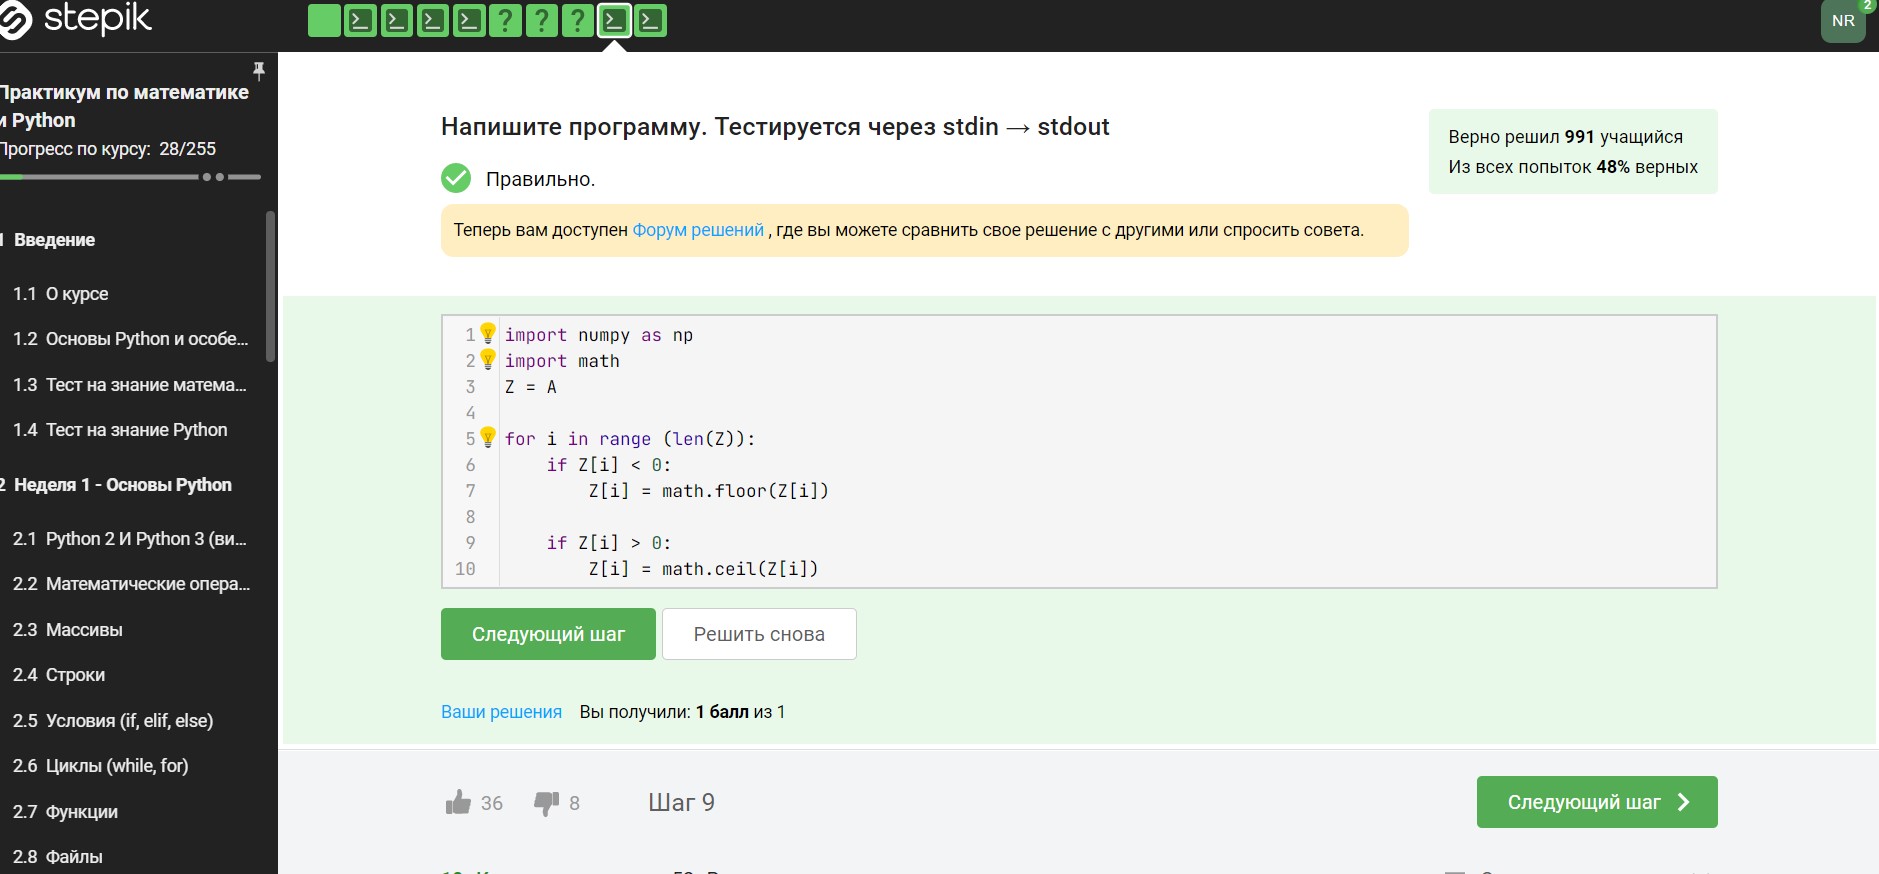 stepik
NR
2
Практикум по математике
и Python
Прогресс по курсу: 28/255
1 Введение
1.1 О курсе
1.2 Основы Python и особе...
1.3 Тест на знание матема...
1.4 Тест на знание Python
2 Неделя 1 - Основы Python
2.1 Python 2 И Python 3 (ви...
2.2 Математические опера...
2.3 Массивы
2.4 Строки
2.5 Условия (if, elif, else)
2.6 Циклы (while, for)
2.7 Функции
2.8 Файлы
Напишите программу. Тестируется через stdin → stdout
Правильно.
Теперь вам доступен Форум решений , где вы можете сравнить свое решение с другими или спросить совета.
Верно решил 991 учащийся
Из всех попыток 48% верных
1 import numpy as np
2 import math
3 Z = A
4
5 for i in range (len(Z)):
6 if Z[i] < 0:
7 Z[i] = math.floor(Z[i])
8
9 if Z[i] > 0:
10 Z[i] = math.ceil(Z[i])
Следующий шаг
Решить снова
Ваши решения Вы получили: 1 балл из 1
36 8 Шаг 9
Следующий шаг